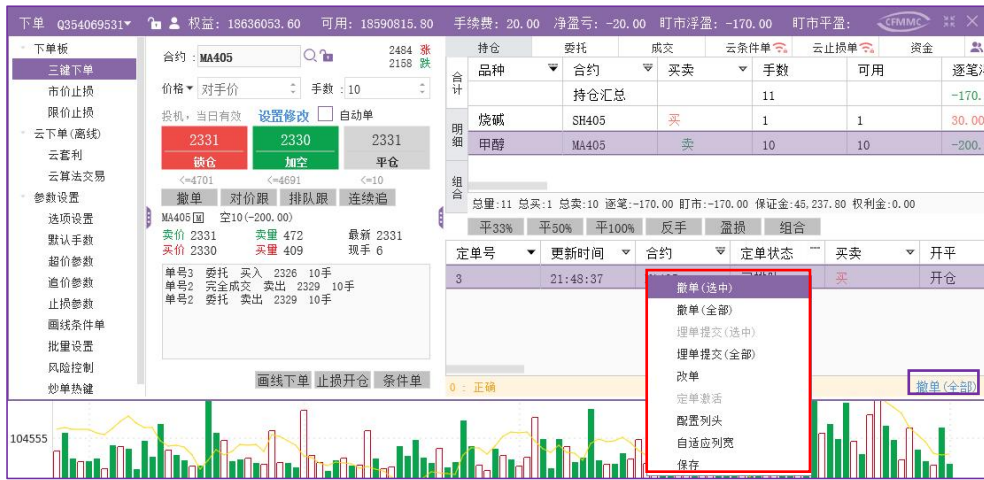 下单 Q354069531 权益: 18636053.60 可用: 18590815.80 手续费: 20.00 净盈亏: -20.00 盯市浮盈: -170.00 盯市平盈: CFMMC
下单板
三键下单
市价止损
限价止损
云下单(离线)
云套利
云算法交易
参数设置
选项设置
默认手数
超价参数
追价参数
止损参数
画线条件单
批量设置
风险控制
炒单热键
合约: MA405 2484 涨
2158 跌
价格 对手价 手数: 10
投机, 当日有效 设置修改 自动单
2331 2330 2331
锁仓 加空 平仓
<=4701 <=4691 <=10
撤单 对价跟 排队跟 连续追
MA405 M 空10(-200.00)
卖价 2331 卖量 472 最新 2331
买价 2330 买量 409 现手 6
单号3 委托 买入 2326 10手
单号2 完全成交 卖出 2329 10手
单号2 委托 卖出 2329 10手
画线下单 止损开仓 条件单
持仓 委托 成交 云条件单 云止损单 资金
合计
明细
组合
品种 合约 买卖 手数 可用 逐笔浮
持仓汇总 11 -170.
烧碱 SH405 买 1 1 30.00
甲醇 MA405 卖 10 10 -200.
总量:11 总买:1 总卖:10 逐笔:-170.00 盯市:-170.00 保证金:45,237.80 权利金:0.00
平33% 平50% 平100% 反手 盈损 组合
定单号 更新时间 合约 定单状态 买卖 开平
3 21:48:37 买 开仓
撤单(选中)
撤单(全部)
埋单提交(选中)
埋单提交(全部)
改单
定单激活
配置列头
自适应列宽
保存
0 : 正确 撤单(全部)
104555